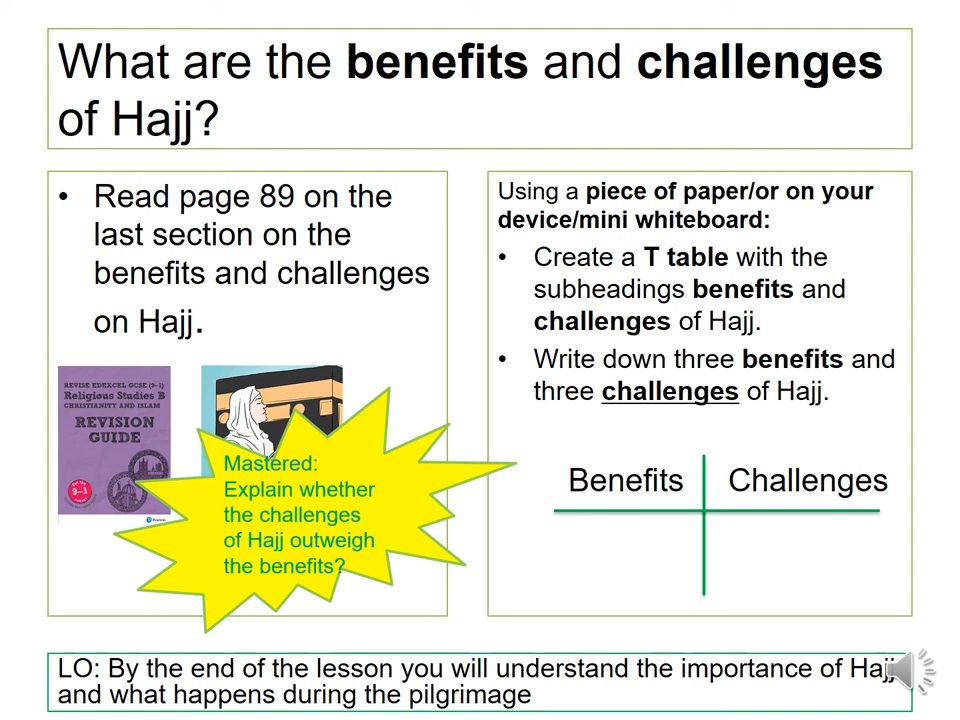 What are the benefits and challenges
of Hajj?
• Read page 89 on the
last section on the
benefits and challenges
on Hajj.
REVISE EDEXCEL GCSE (9–1)
Religious Studies B
CHRISTIANITY AND ISLAM
REVISION
GUIDE
9–1
Pearson
Mastered:
Explain whether
the challenges
of Hajj outweigh
the benefits?
Using a piece of paper/or on your
device/mini whiteboard:
• Create a T table with the
subheadings benefits and
challenges of Hajj.
• Write down three benefits and
three challenges of Hajj.
Benefits Challenges
LO: By the end of the lesson you will understand the importance of Hajj
and what happens during the pilgrimage